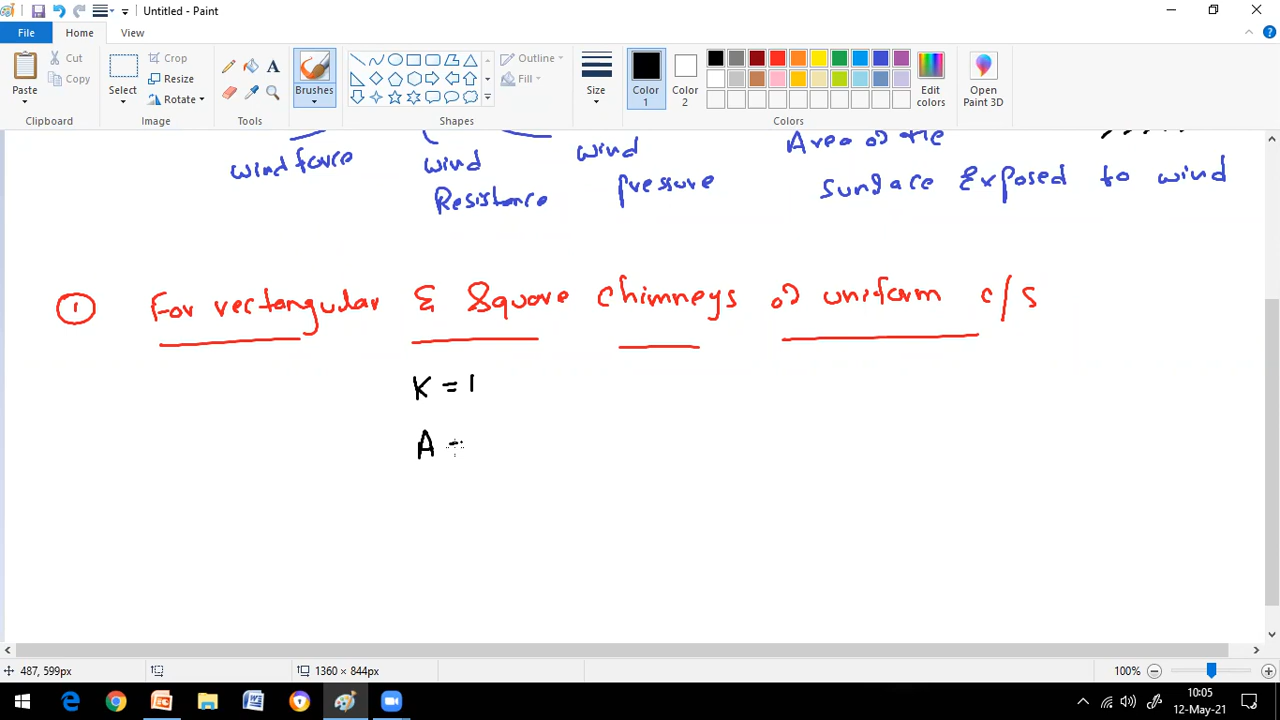 Untitled - Paint
File Home View
Paste
Cut
Copy
Clipboard
Select
Crop
Resize
Rotate
Image
Tools
Brushes
Shapes
Outline
Fill
Size
Color 1
Color 2
Edit colors
Open Paint 3D
Colors
Area of the
wind force wind wind
Resistance pressure surface Exposed to wind
1 For rectangular & Square chimneys of uniform c/s
K = 1
A =
487, 599px 1360 × 844px 100%
10:05
12-May-21